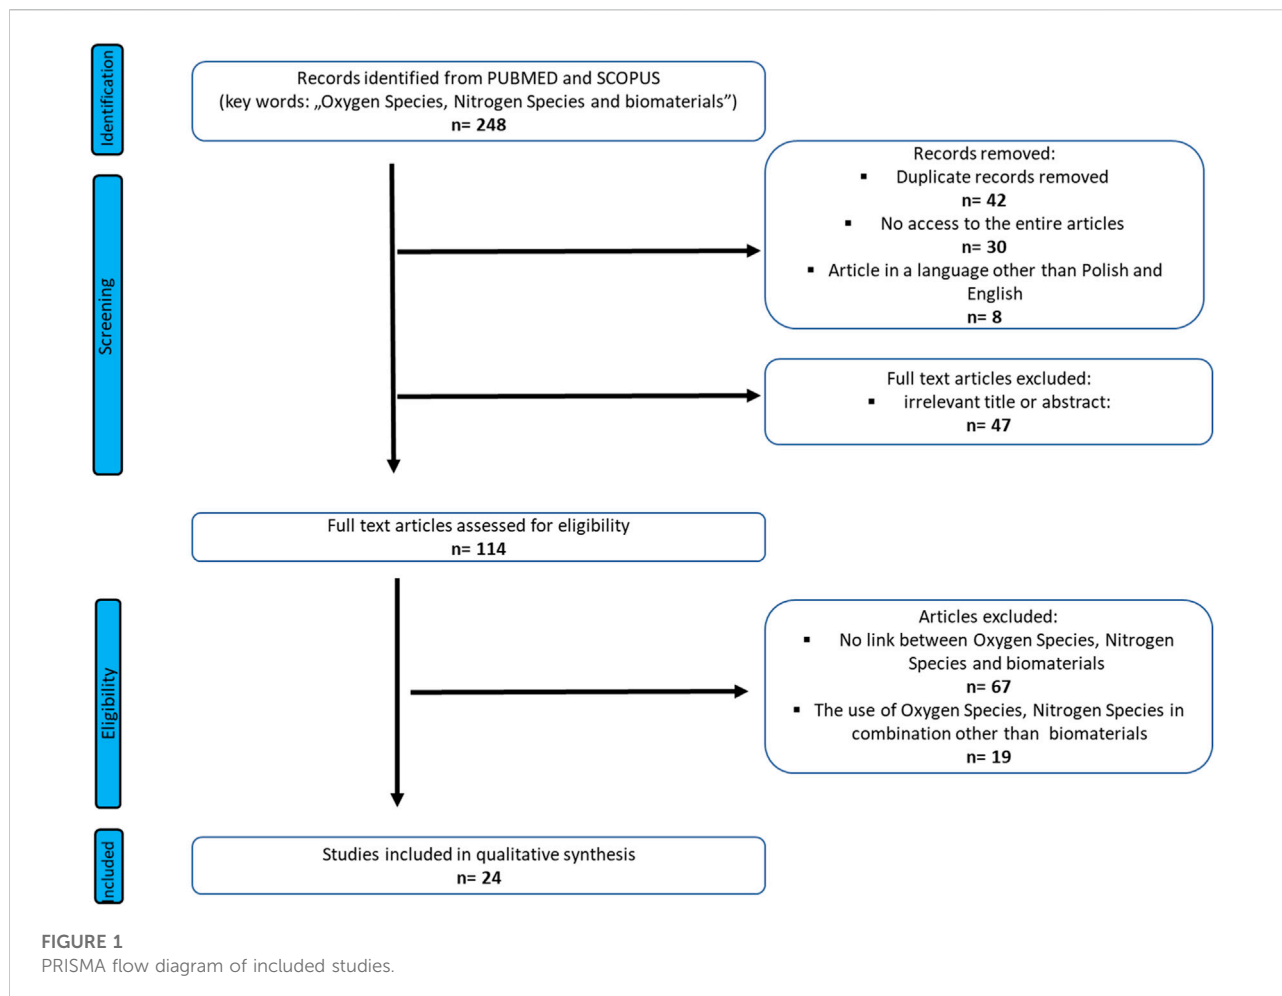 Identification
Records identified from PUBMED and SCOPUS
(key words: „Oxygen Species, Nitrogen Species and biomaterials”)
n= 248
Screening
Records removed:
▪ Duplicate records removed
n= 42
▪ No access to the entire articles
n= 30
▪ Article in a language other than Polish and
English
n= 8
Full text articles excluded:
▪ irrelevant title or abstract:
n= 47
Full text articles assessed for eligibility
n= 114
Eligibility
Articles excluded:
▪ No link between Oxygen Species, Nitrogen
Species and biomaterials
n= 67
▪ The use of Oxygen Species, Nitrogen Species in
combination other than biomaterials
n= 19
Included
Studies included in qualitative synthesis
n= 24
FIGURE 1
PRISMA flow diagram of included studies.